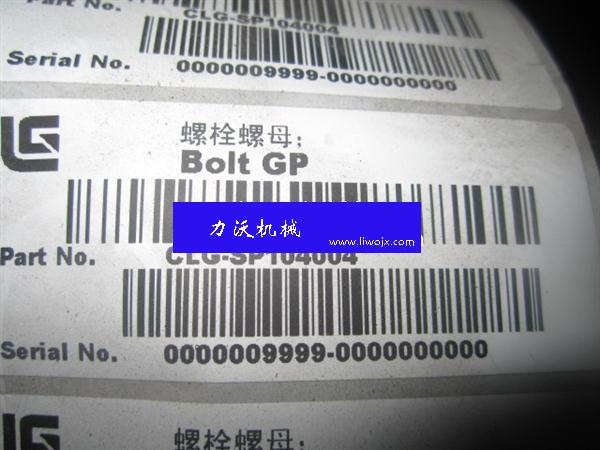 Part No.
CLG-SP104004
Serial No.
0000009999-0000000000
LG
螺栓螺母;
Bolt GP
力沃机械
www.liwojx.com
Part No.
CLG-SP104004
Serial No.
0000009999-0000000000
LG
螺栓螺母;